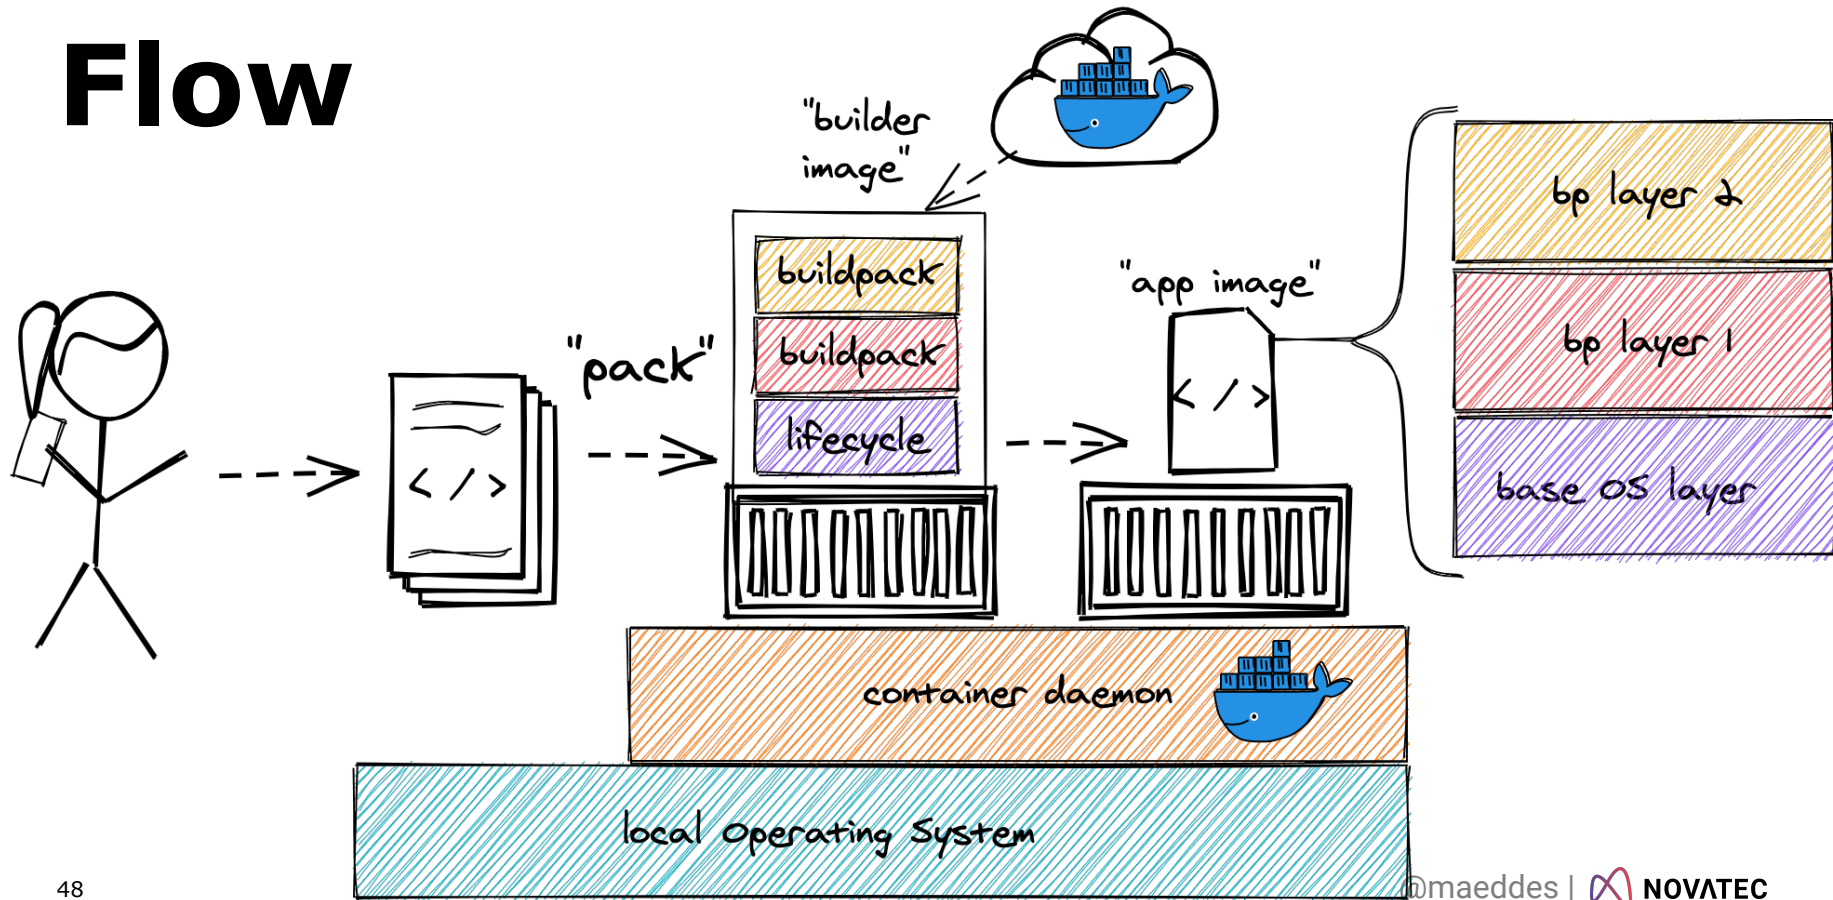 Flow
"builder
image"
buildpack
buildpack
lifecycle
"pack"
</>
"app image"
</>
bp layer 2
bp layer 1
base OS layer
container daemon
local Operating System
48
@maeddes |
NOVATEC